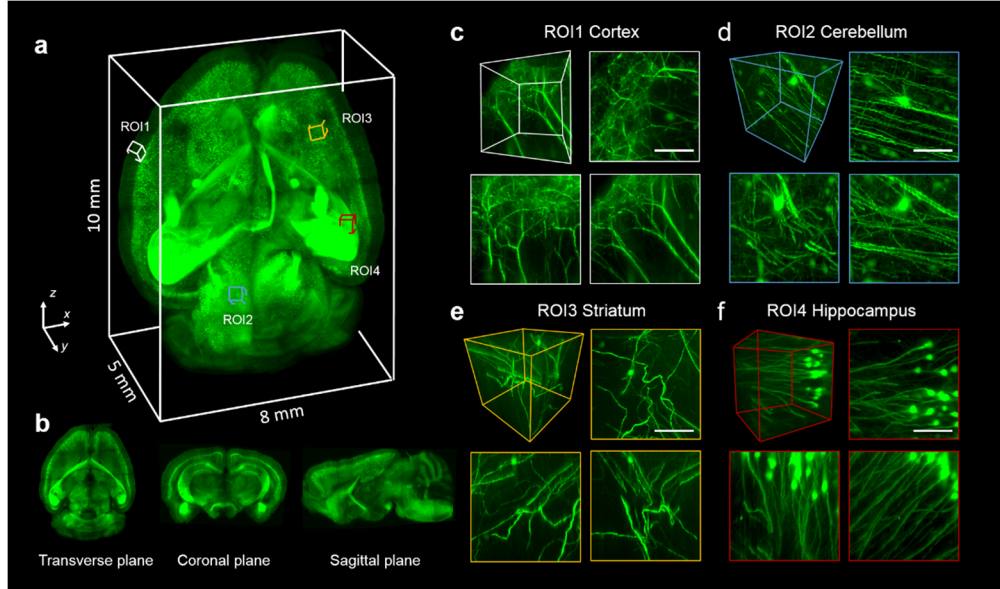 a
ROI1
ROI3
10 mm
ROI4
ROI2
z
x
y
5 mm
8 mm
b
Transverse plane
Coronal plane
Sagittal plane
c
ROI1 Cortex
d
ROI2 Cerebellum
e
ROI3 Striatum
f
ROI4 Hippocampus